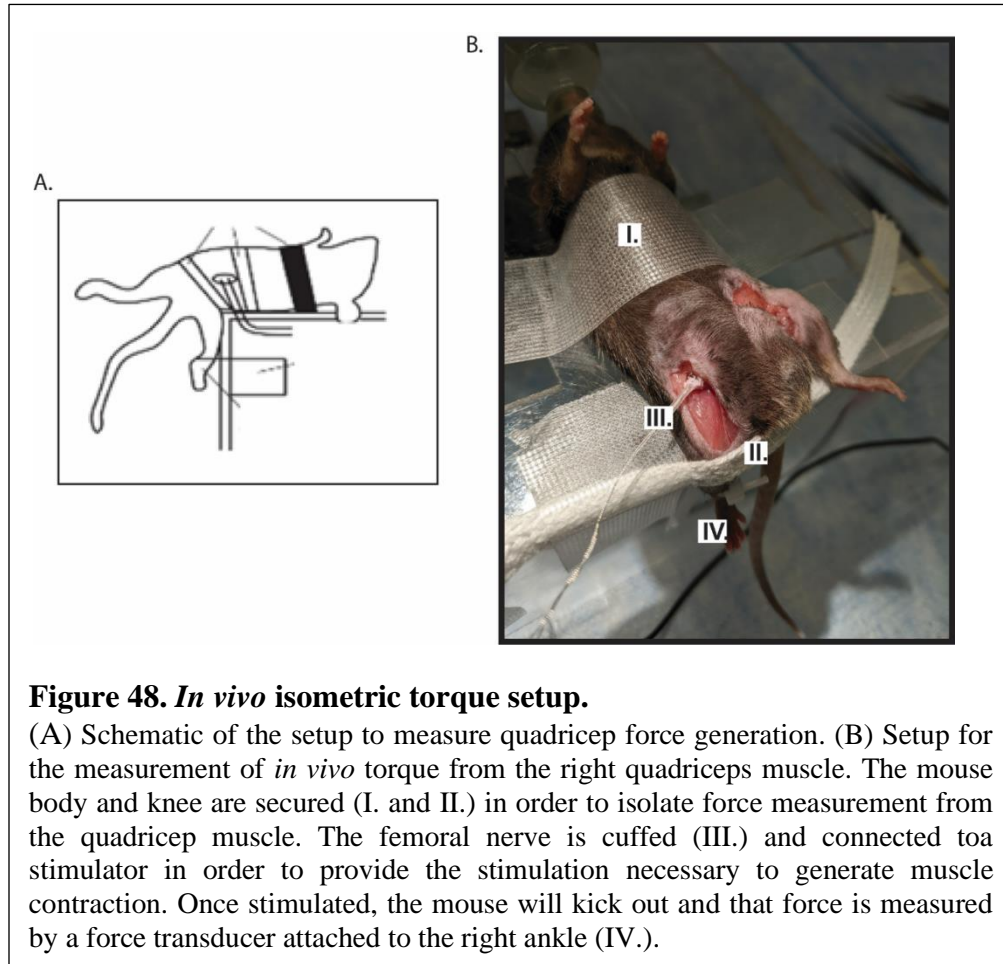 B.
A.
I.
III.
II.
IV.
Figure 48. In vivo isometric torque setup.
(A) Schematic of the setup to measure quadricep force generation. (B) Setup for
the measurement of in vivo torque from the right quadriceps muscle. The mouse
body and knee are secured (I. and II.) in order to isolate force measurement from
the quadricep muscle. The femoral nerve is cuffed (III.) and connected toa
stimulator in order to provide the stimulation necessary to generate muscle
contraction. Once stimulated, the mouse will kick out and that force is measured
by a force transducer attached to the right ankle (IV.).